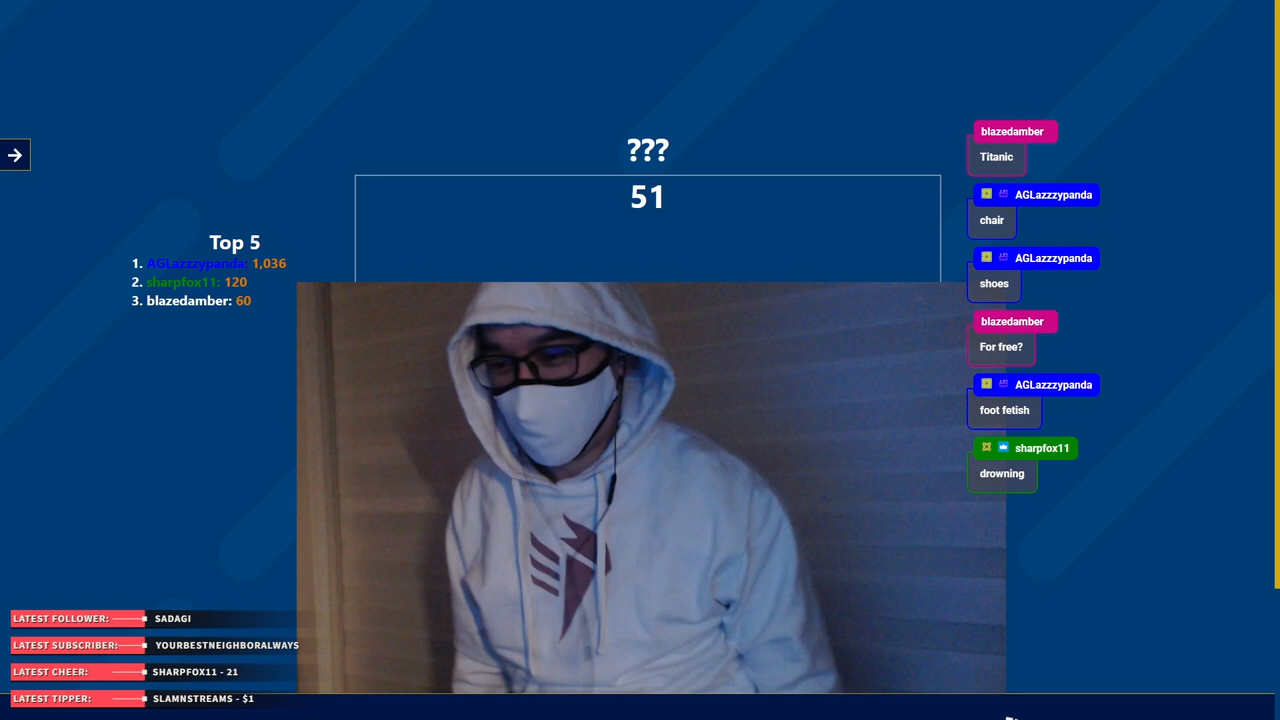 ???
51
Top 5
1. AGLazzzypanda: 1,036
2. sharpfox11: 120
3. blazedamber: 60
blazedamber
Titanic
AGLazzzypanda
chair
AGLazzzypanda
shoes
blazedamber
For free?
AGLazzzypanda
foot fetish
sharpfox11
drowning
LATEST FOLLOWER: SADAGI
LATEST SUBSCRIBER: YOURBESTNEIGHBORALWAYS
LATEST CHEER: SHARPFOX11 - 21
LATEST TIPPER: SLAMNSTREAMS - $1